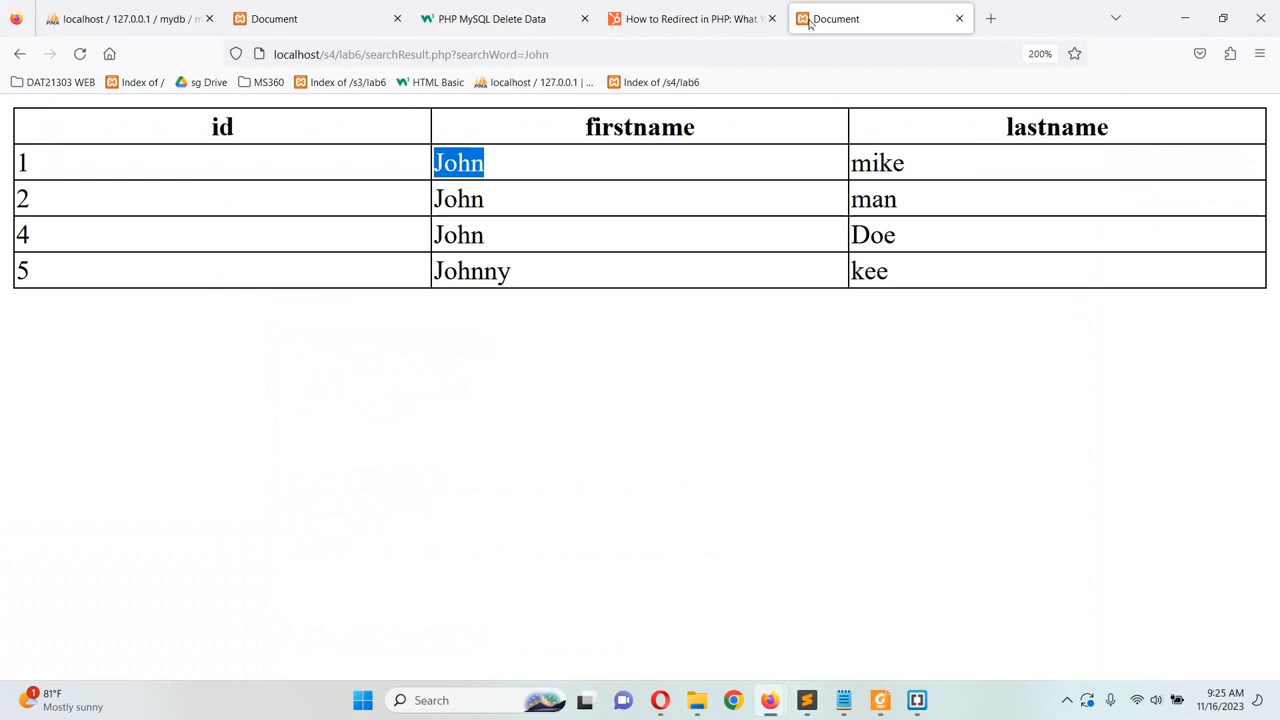 localhost / 127.0.0.1 / mydb / m
Document
PHP MySQL Delete Data
How to Redirect in PHP: What Y
Document
localhost/s4/lab6/searchResult.php?searchWord=John
200%
DAT21303 WEB
Index of /
sg Drive
MS360
Index of /s3/lab6
HTML Basic
localhost / 127.0.0.1 | ...
Index of /s4/lab6
id firstname lastname
1 John mike
2 John man
4 John Doe
5 Johnny kee
1
81°F
Mostly sunny
Search
9:25 AM
11/16/2023